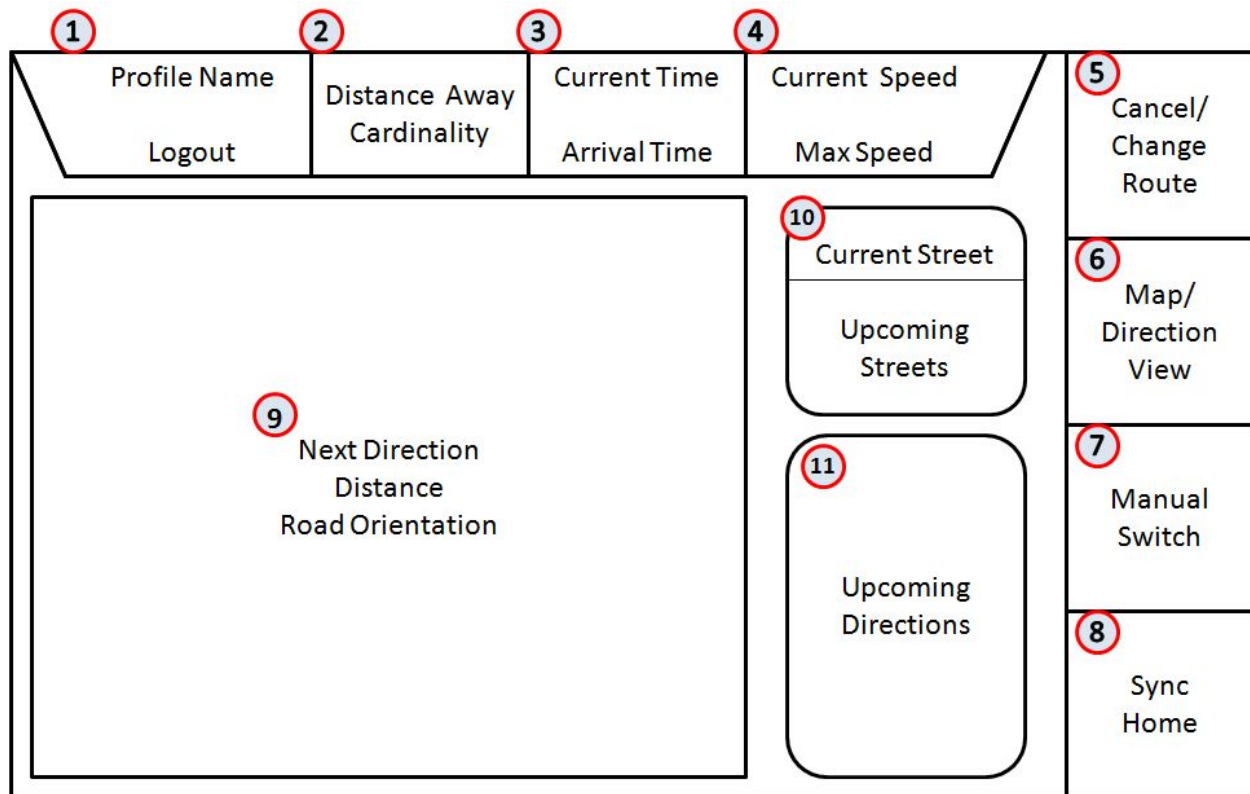 1
Profile Name
Logout
2
Distance Away
Cardinality
3
Current Time
Arrival Time
4
Current Speed
Max Speed
5
Cancel/
Change
Route
6
Map/
Direction
View
7
Manual
Switch
8
Sync
Home
9
Next Direction
Distance
Road Orientation
10
Current Street
Upcoming
Streets
11
Upcoming
Directions